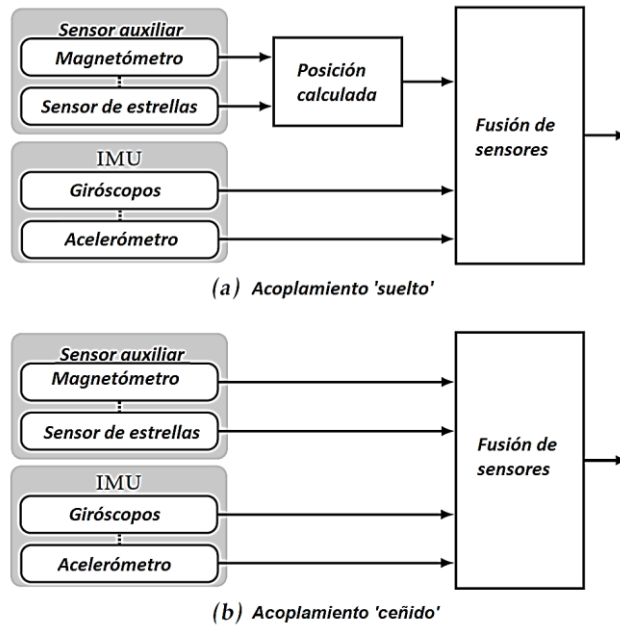 Sensor auxiliar
Magnetómetro
Sensor de estrellas
Posición
calculada
Fusión de
sensores
IMU
Giróscopos
Acelerómetro
(a) Acoplamiento 'suelto'
Sensor auxiliar
Magnetómetro
Sensor de estrellas
Fusión de
sensores
IMU
Giróscopos
Acelerómetro
(b) Acoplamiento 'ceñido'